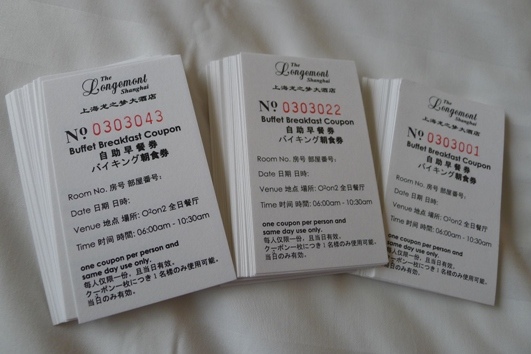 The
Longemont
Shanghai
上海龙之梦大酒店
No 0303043
Buffet Breakfast Coupon
自助早餐券
バイキング朝食券
Room No. 房号 部屋番号:
Date 日期 日時:
Venue 地点 場所: O²on2 全日餐厅
Time 时间 時間: 06:00am - 10:30am
one coupon per person and
same day use only.
每人仅限一份，且当日有效。
クーポン一枚につき1名様のみ使用可能。
当日のみ有効。
The
Longemont
Shanghai
上海龙之梦大酒店
No 0303022
Buffet Breakfast Coupon
自助早餐券
バイキング朝食券
Room No. 房号 部屋番号:
Date 日期 日時:
Venue 地点 場所: O²on2 全日餐厅
Time 时间 時間: 06:00am - 10:30am
one coupon per person and
same day use only.
每人仅限一份，且当日有效。
クーポン一枚につき1名様のみ使用可能。
当日のみ有効。
The
Longemont
Shanghai
上海龙之梦大酒店
No 0303001
Buffet Breakfast Coupon
自助早餐券
バイキング朝食券
Room No. 房号 部屋番号:
Date 日期 日時:
Venue 地点 場所: O²on2 全日餐厅
Time 时间 時間: 06:00am - 10:30am
one coupon per person and
same day use only.
每人仅限一份，且当日有效。
クーポン一枚につき1名様のみ使用可能。
当日のみ有効。